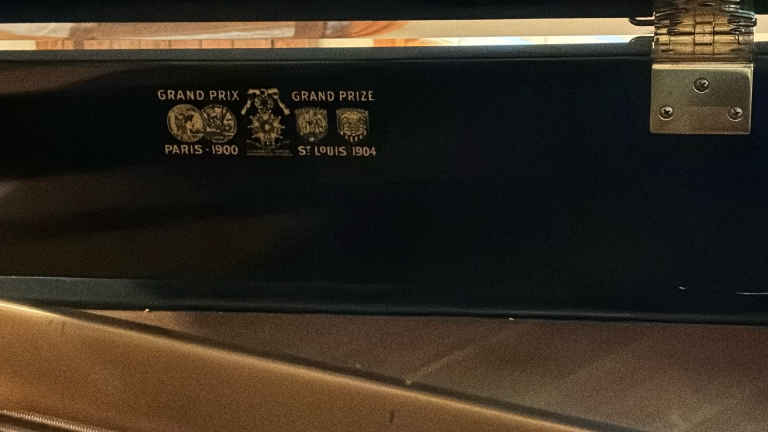 GRAND PRIX GRAND PRIZE
PARIS · 1900 ST LOUIS 1904